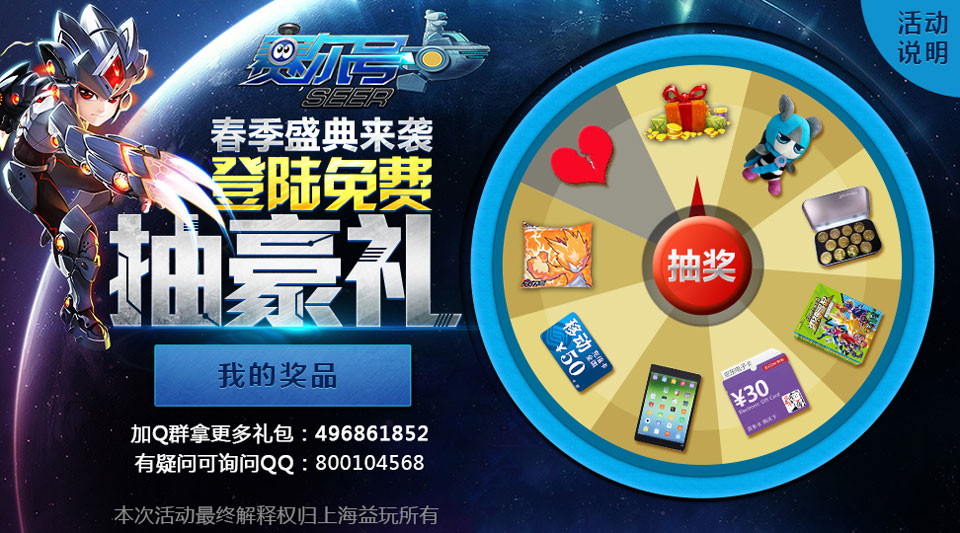 赛尔号
SEER
春季盛典来袭
登陆免费
抽豪礼
我的奖品
加Q群拿更多礼包：496861852
有疑问可询问QQ：800104568
本次活动最终解释权归上海益玩所有
活动
说明
抽奖
移动
¥50
¥30
Electronic Gift Card